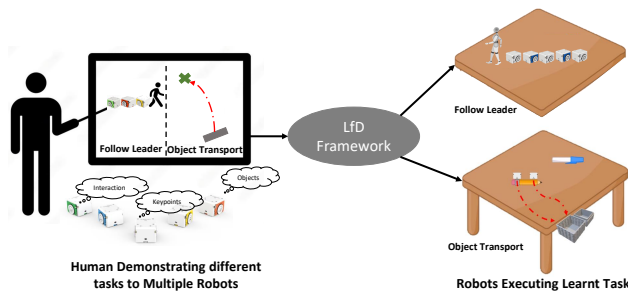 Follow Leader
Object Transport
Interaction
Keypoints
Objects
Human Demonstrating different
tasks to Multiple Robots
LfD
Framework
Follow Leader
Object Transport
Robots Executing Learnt Task